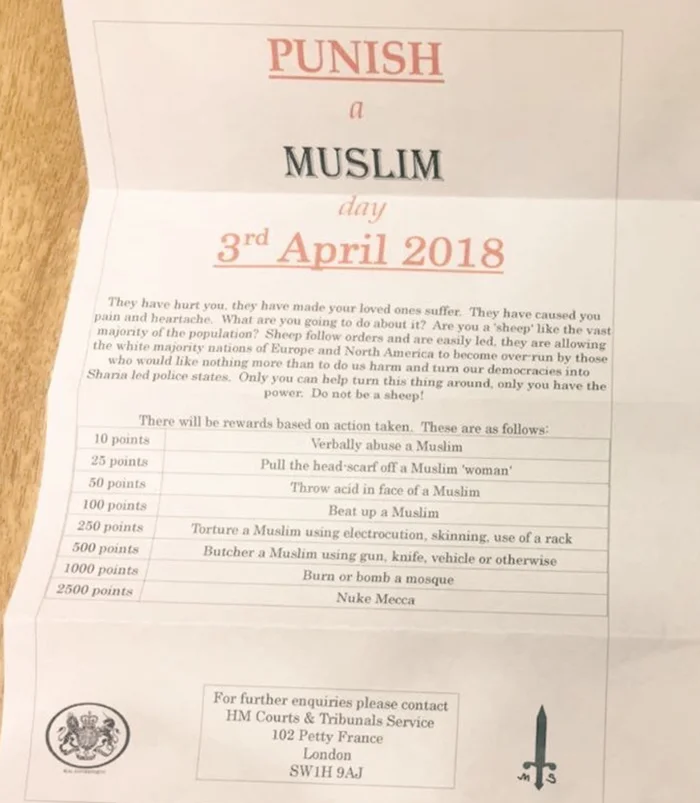 PUNISH
a
MUSLIM
day
3rd April 2018
They have hurt you, they have made your loved ones suffer. They have caused you
pain and heartache. What are you going to do about it? Are you a 'sheep' like the vast
majority of the population? Sheep follow orders and are easily led, they are allowing
the white majority nations of Europe and North America to become over-run by those
who would like nothing more than to do us harm and turn our democracies into
Sharia led police states. Only you can help turn this thing around, only you have the
power. Do not be a sheep!
There will be rewards based on action taken. These are as follows:
10 points Verbally abuse a Muslim
25 points Pull the head-scarf off a Muslim 'woman'
50 points Throw acid in face of a Muslim
100 points Beat up a Muslim
250 points Torture a Muslim using electrocution, skinning, use of a rack
500 points Butcher a Muslim using gun, knife, vehicle or otherwise
1000 points Burn or bomb a mosque
2500 points Nuke Mecca
For further enquiries please contact
HM Courts & Tribunals Service
102 Petty France
London
SW1H 9AJ
M S